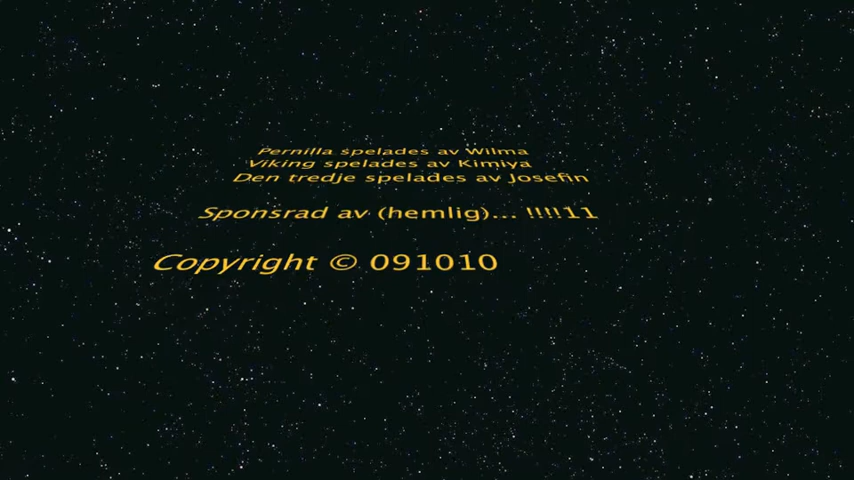 Pernilla spelades av Wilma
Viking spelades av Kimiya
Den tredje spelades av Josefin
Sponsrad av (hemlig)... !!!!11
Copyright © 091010